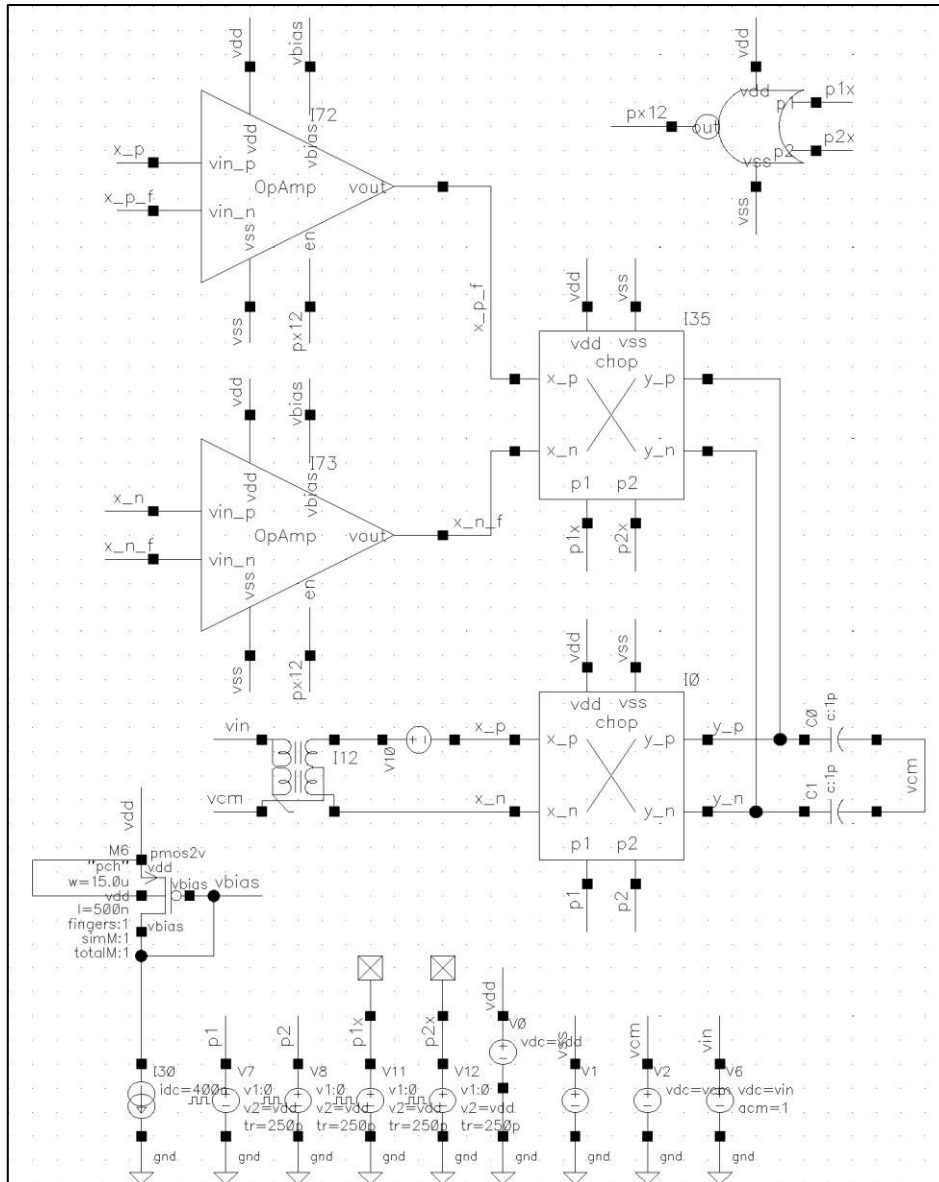 vdd
vbias
I72
vdd
vbias
x_p
vin_p
OpAmp
vout
x_p_f
vin_n
vss
en
vss
px12
x_p_f
vdd
vdd
p1
p1x
px12
out
p2
p2x
vss
vss
vdd
vss
I35
vdd
vss
chop
x_p
y_p
x_n
y_n
p1
p2
p1x
p2x
vdd
vbias
I73
vdd
vbias
x_n
vin_p
OpAmp
vout
x_n_f
x_n_f
vin_n
vss
en
vss
px12
vdd
vss
I0
vdd
vss
chop
vin
I12
V10
x_p
x_p
y_p
y_p
C0
c:1p
vcm
x_n
x_n
y_n
y_n
C1
c:1p
vcm
p1
p2
p1
p2
vdd
M6
pmos2v
"pch"
vdd
w=15.0u
vbias
vbias
vdd
l=500n
fingers:1
vbias
simM:1
totalM:1
p1
p2
p1x
p2x
vdd
V0
vdc=vdd
vss
vcm
vin
I30
V7
V8
V11
V12
V1
V2
V6
v1:0
v1:0
v1:0
v1:0
vdc=vcm
vdc=vin
v2=vdd
v2=vdd
v2=vdd
v2=vdd
acm=1
tr=250p
tr=250p
tr=250p
tr=250p
gnd
gnd
gnd
gnd
gnd
gnd
gnd
gnd
gnd